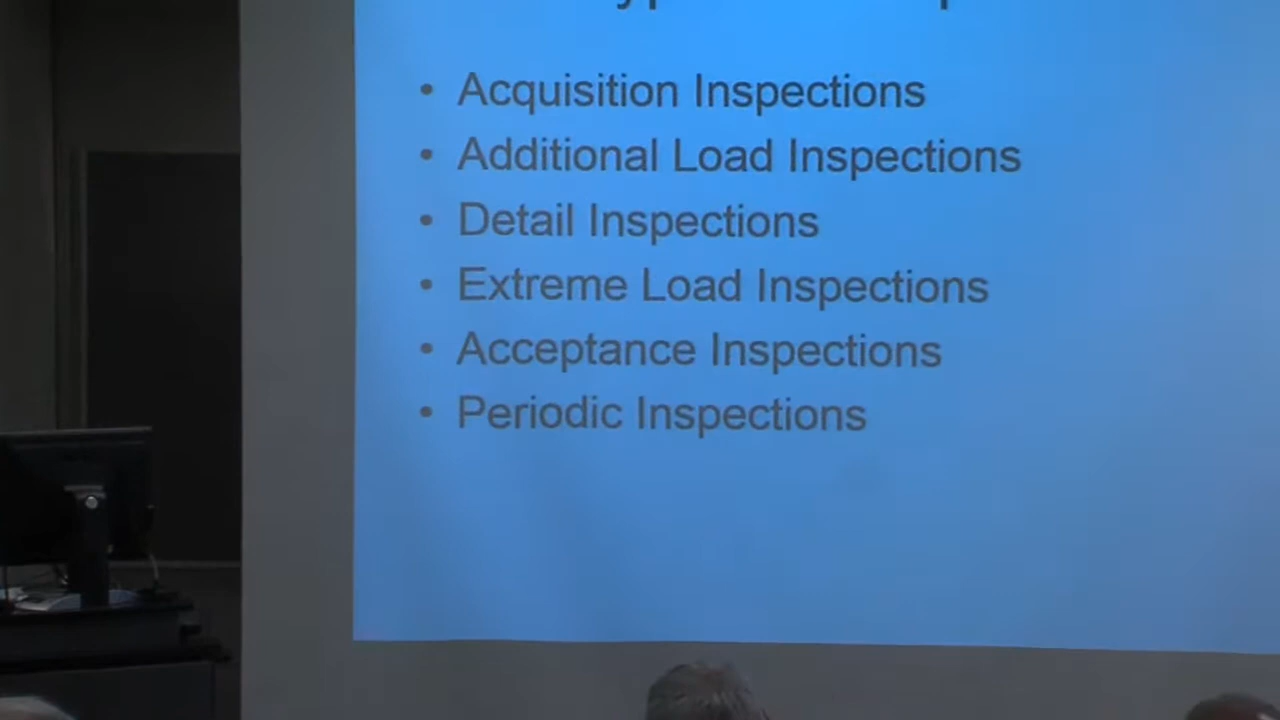 • Acquisition Inspections
• Additional Load Inspections
• Detail Inspections
• Extreme Load Inspections
• Acceptance Inspections
• Periodic Inspections